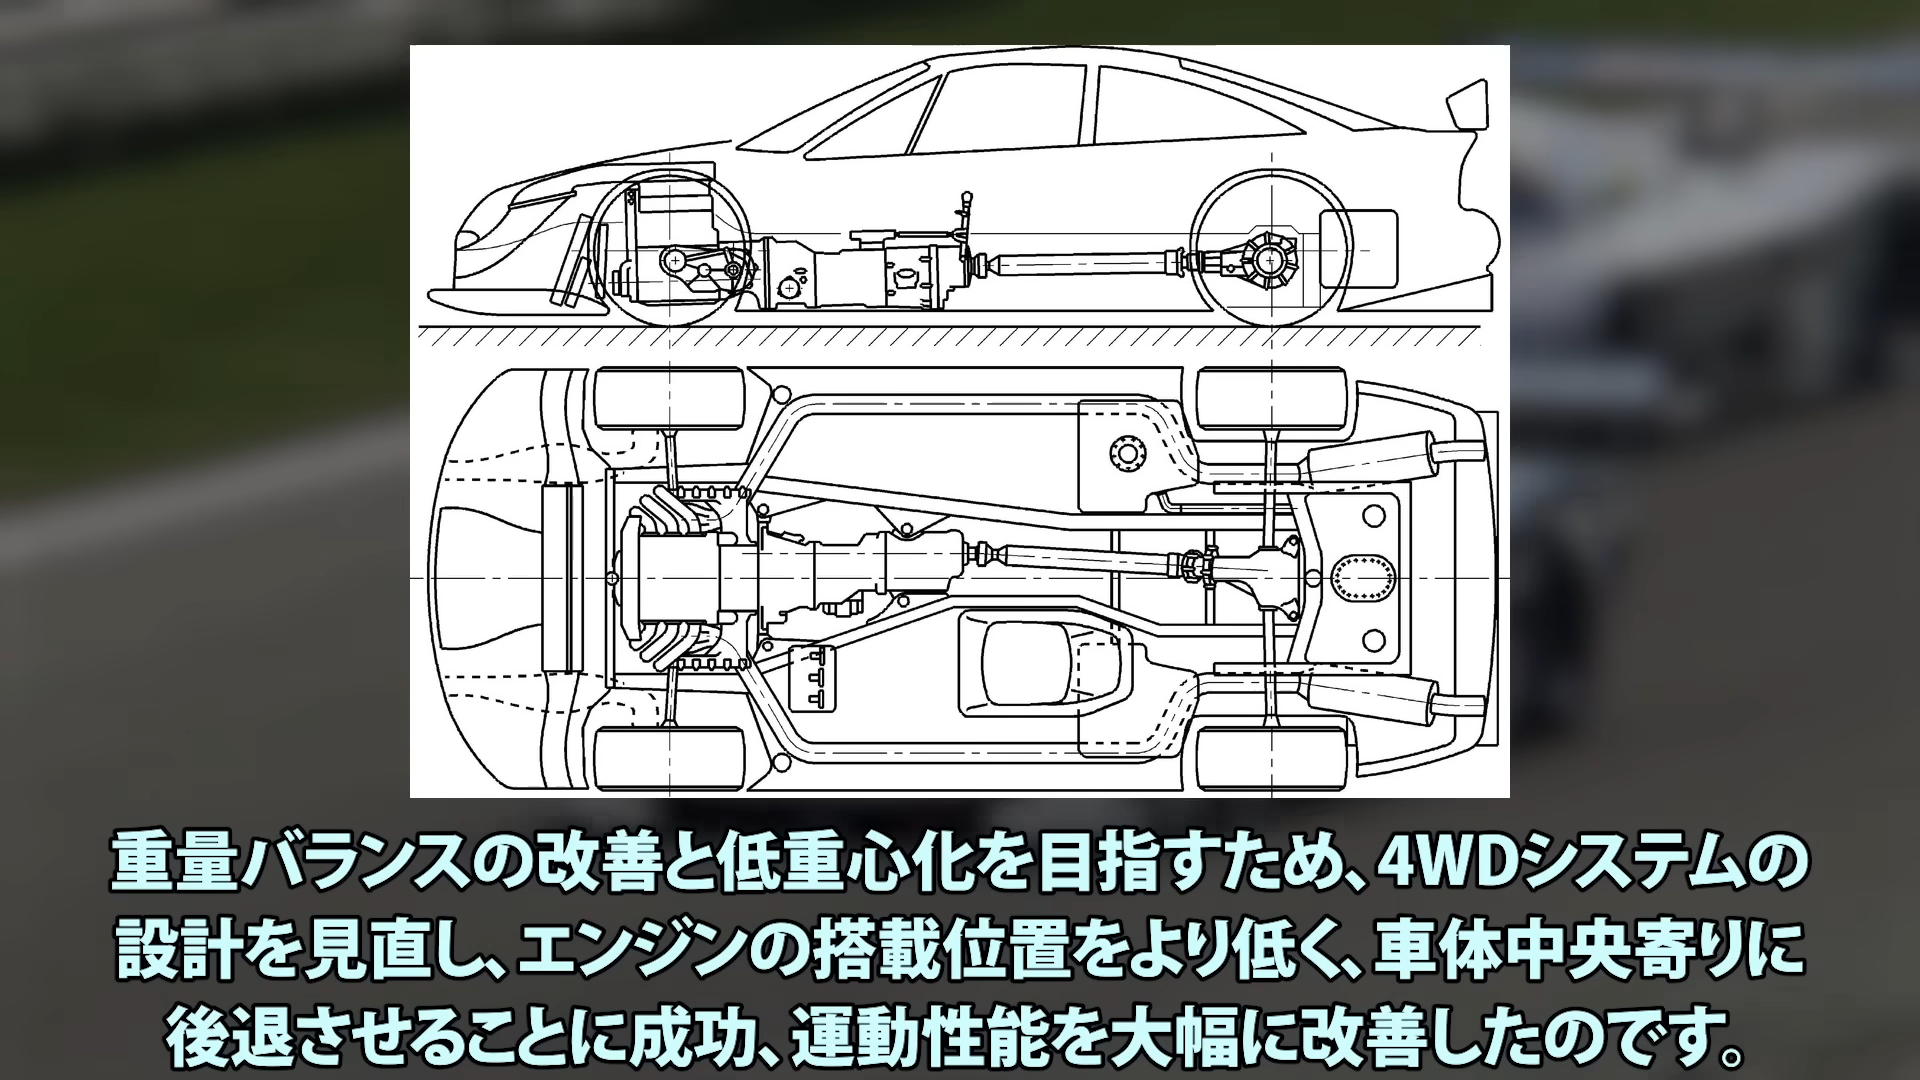 重量バランスの改善と低重心化を目指すため、4WDシステムの
設計を見直し、エンジンの搭載位置をより低く、車体中央寄りに
後退させることに成功、運動性能を大幅に改善したのです。